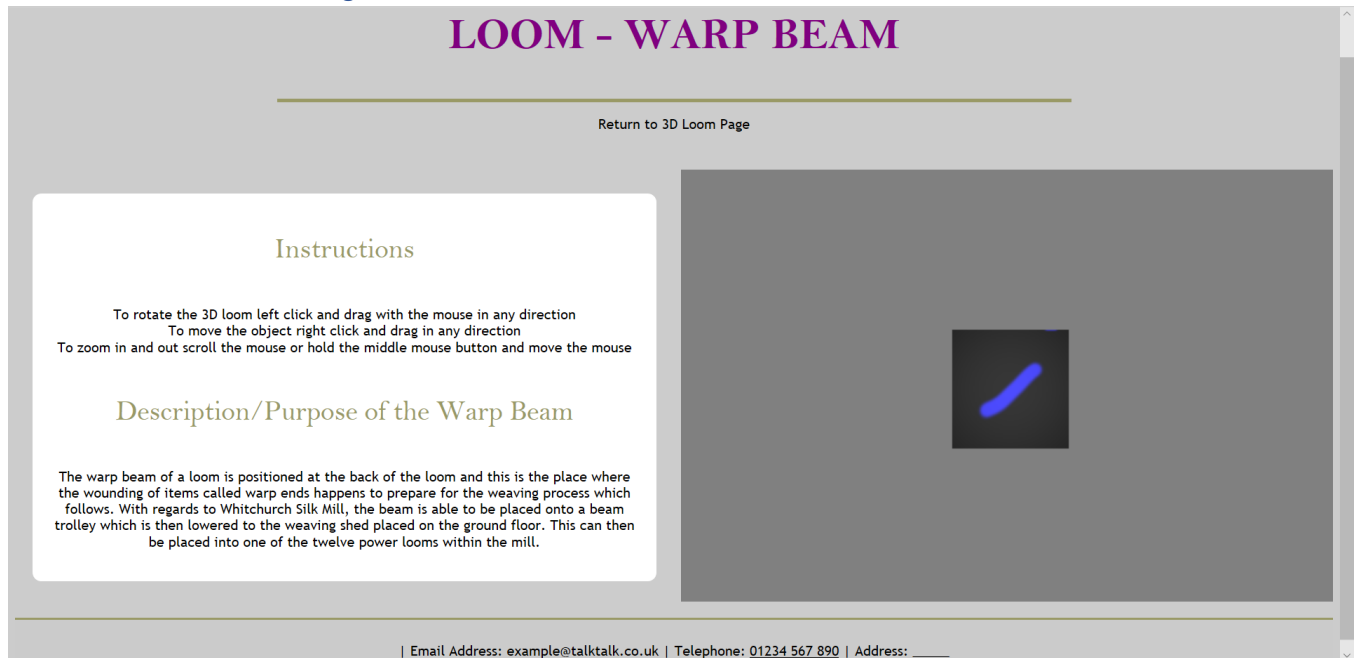 LOOM - WARP BEAM
Return to 3D Loom Page
Instructions
To rotate the 3D loom left click and drag with the mouse in any direction
To move the object right click and drag in any direction
To zoom in and out scroll the mouse or hold the middle mouse button and move the mouse
Description/Purpose of the Warp Beam
The warp beam of a loom is positioned at the back of the loom and this is the place where
the wounding of items called warp ends happens to prepare for the weaving process which
follows. With regards to Whitchurch Silk Mill, the beam is able to be placed onto a beam
trolley which is then lowered to the weaving shed placed on the ground floor. This can then
be placed into one of the twelve power looms within the mill.
| Email Address: example@talktalk.co.uk | Telephone: 01234 567 890 | Address: _____